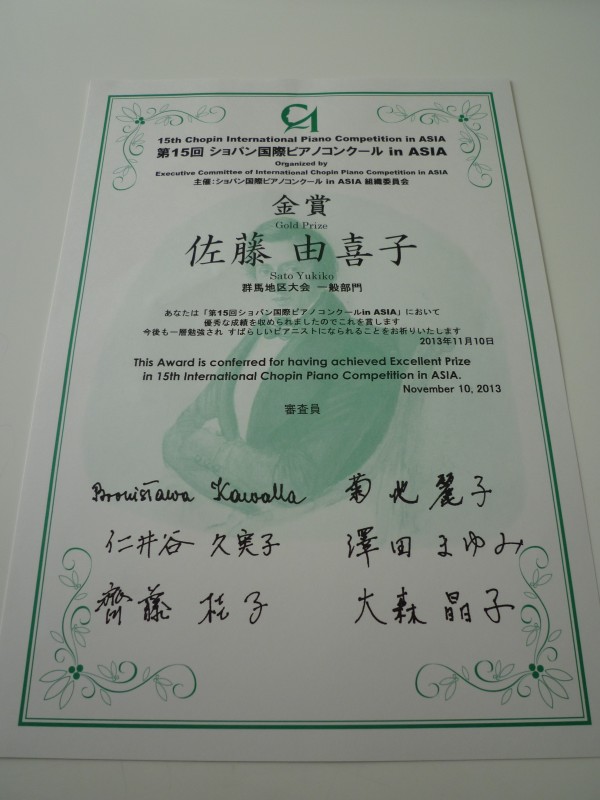 CA
15th Chopin International Piano Competition in ASIA
第15回 ショパン国際ピアノコンクール in ASIA
Organized by
Executive Committee of International Chopin Piano Competition in ASIA
主催：ショパン国際ピアノコンクール in ASIA 組織委員会
金賞
Gold Prize
佐藤 由喜子
Sato Yukiko
群馬地区大会 一般部門
あなたは「第15回ショパン国際ピアノコンクールin ASIA」において
優秀な成績を収められましたのでこれを賞します
今後も一層勉強され すばらしいピアニストになられることをお祈りいたします
2013年11月10日
This Award is conferred for having achieved Excellent Prize
in 15th International Chopin Piano Competition in ASIA.
November 10, 2013
審査員
Bronisława Kawalla 菊地 麗子
仁井谷 久実子 澤田 まゆみ
齊藤 桂子 大森 晶子